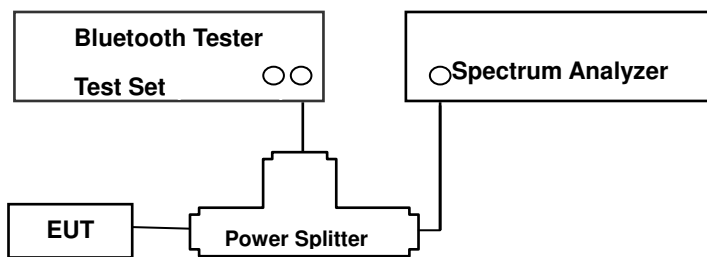 Bluetooth Tester
Test Set
Spectrum Analyzer
EUT
Power Splitter